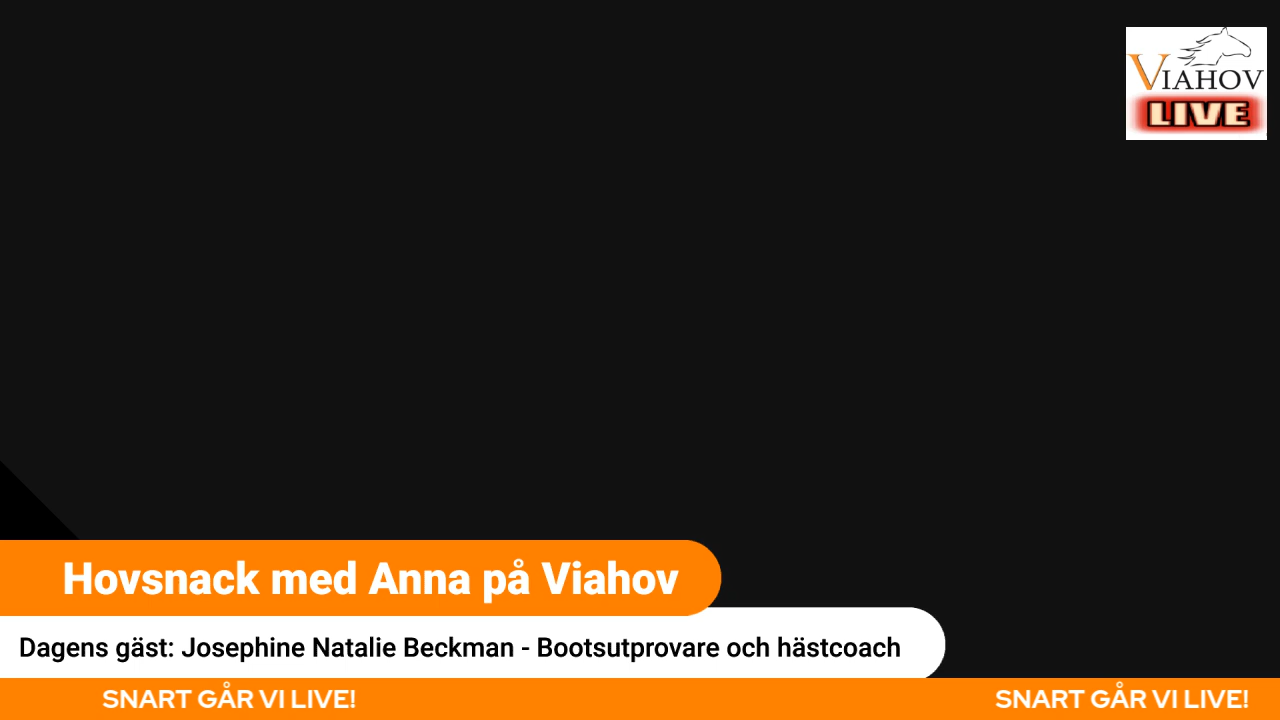 VIAHOV
LIVE
Hovsnack med Anna på Viahov
Dagens gäst: Josephine Natalie Beckman - Bootsutprovare och hästcoach
SNART GÅR VI LIVE! SNART GÅR VI LIVE!